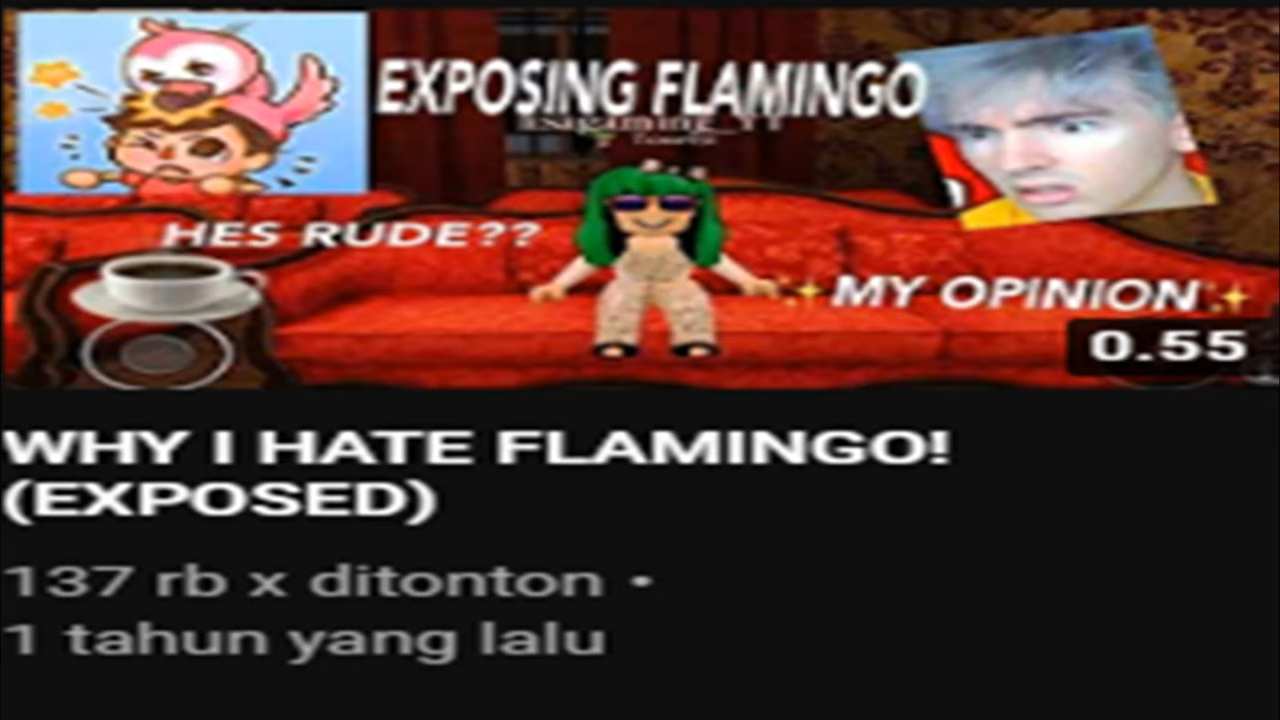 EXPOSING FLAMINGO
HES RUDE??
✨MY OPINION✨
0.55
WHY I HATE FLAMINGO!
(EXPOSED)
137 rb x ditonton •
1 tahun yang lalu